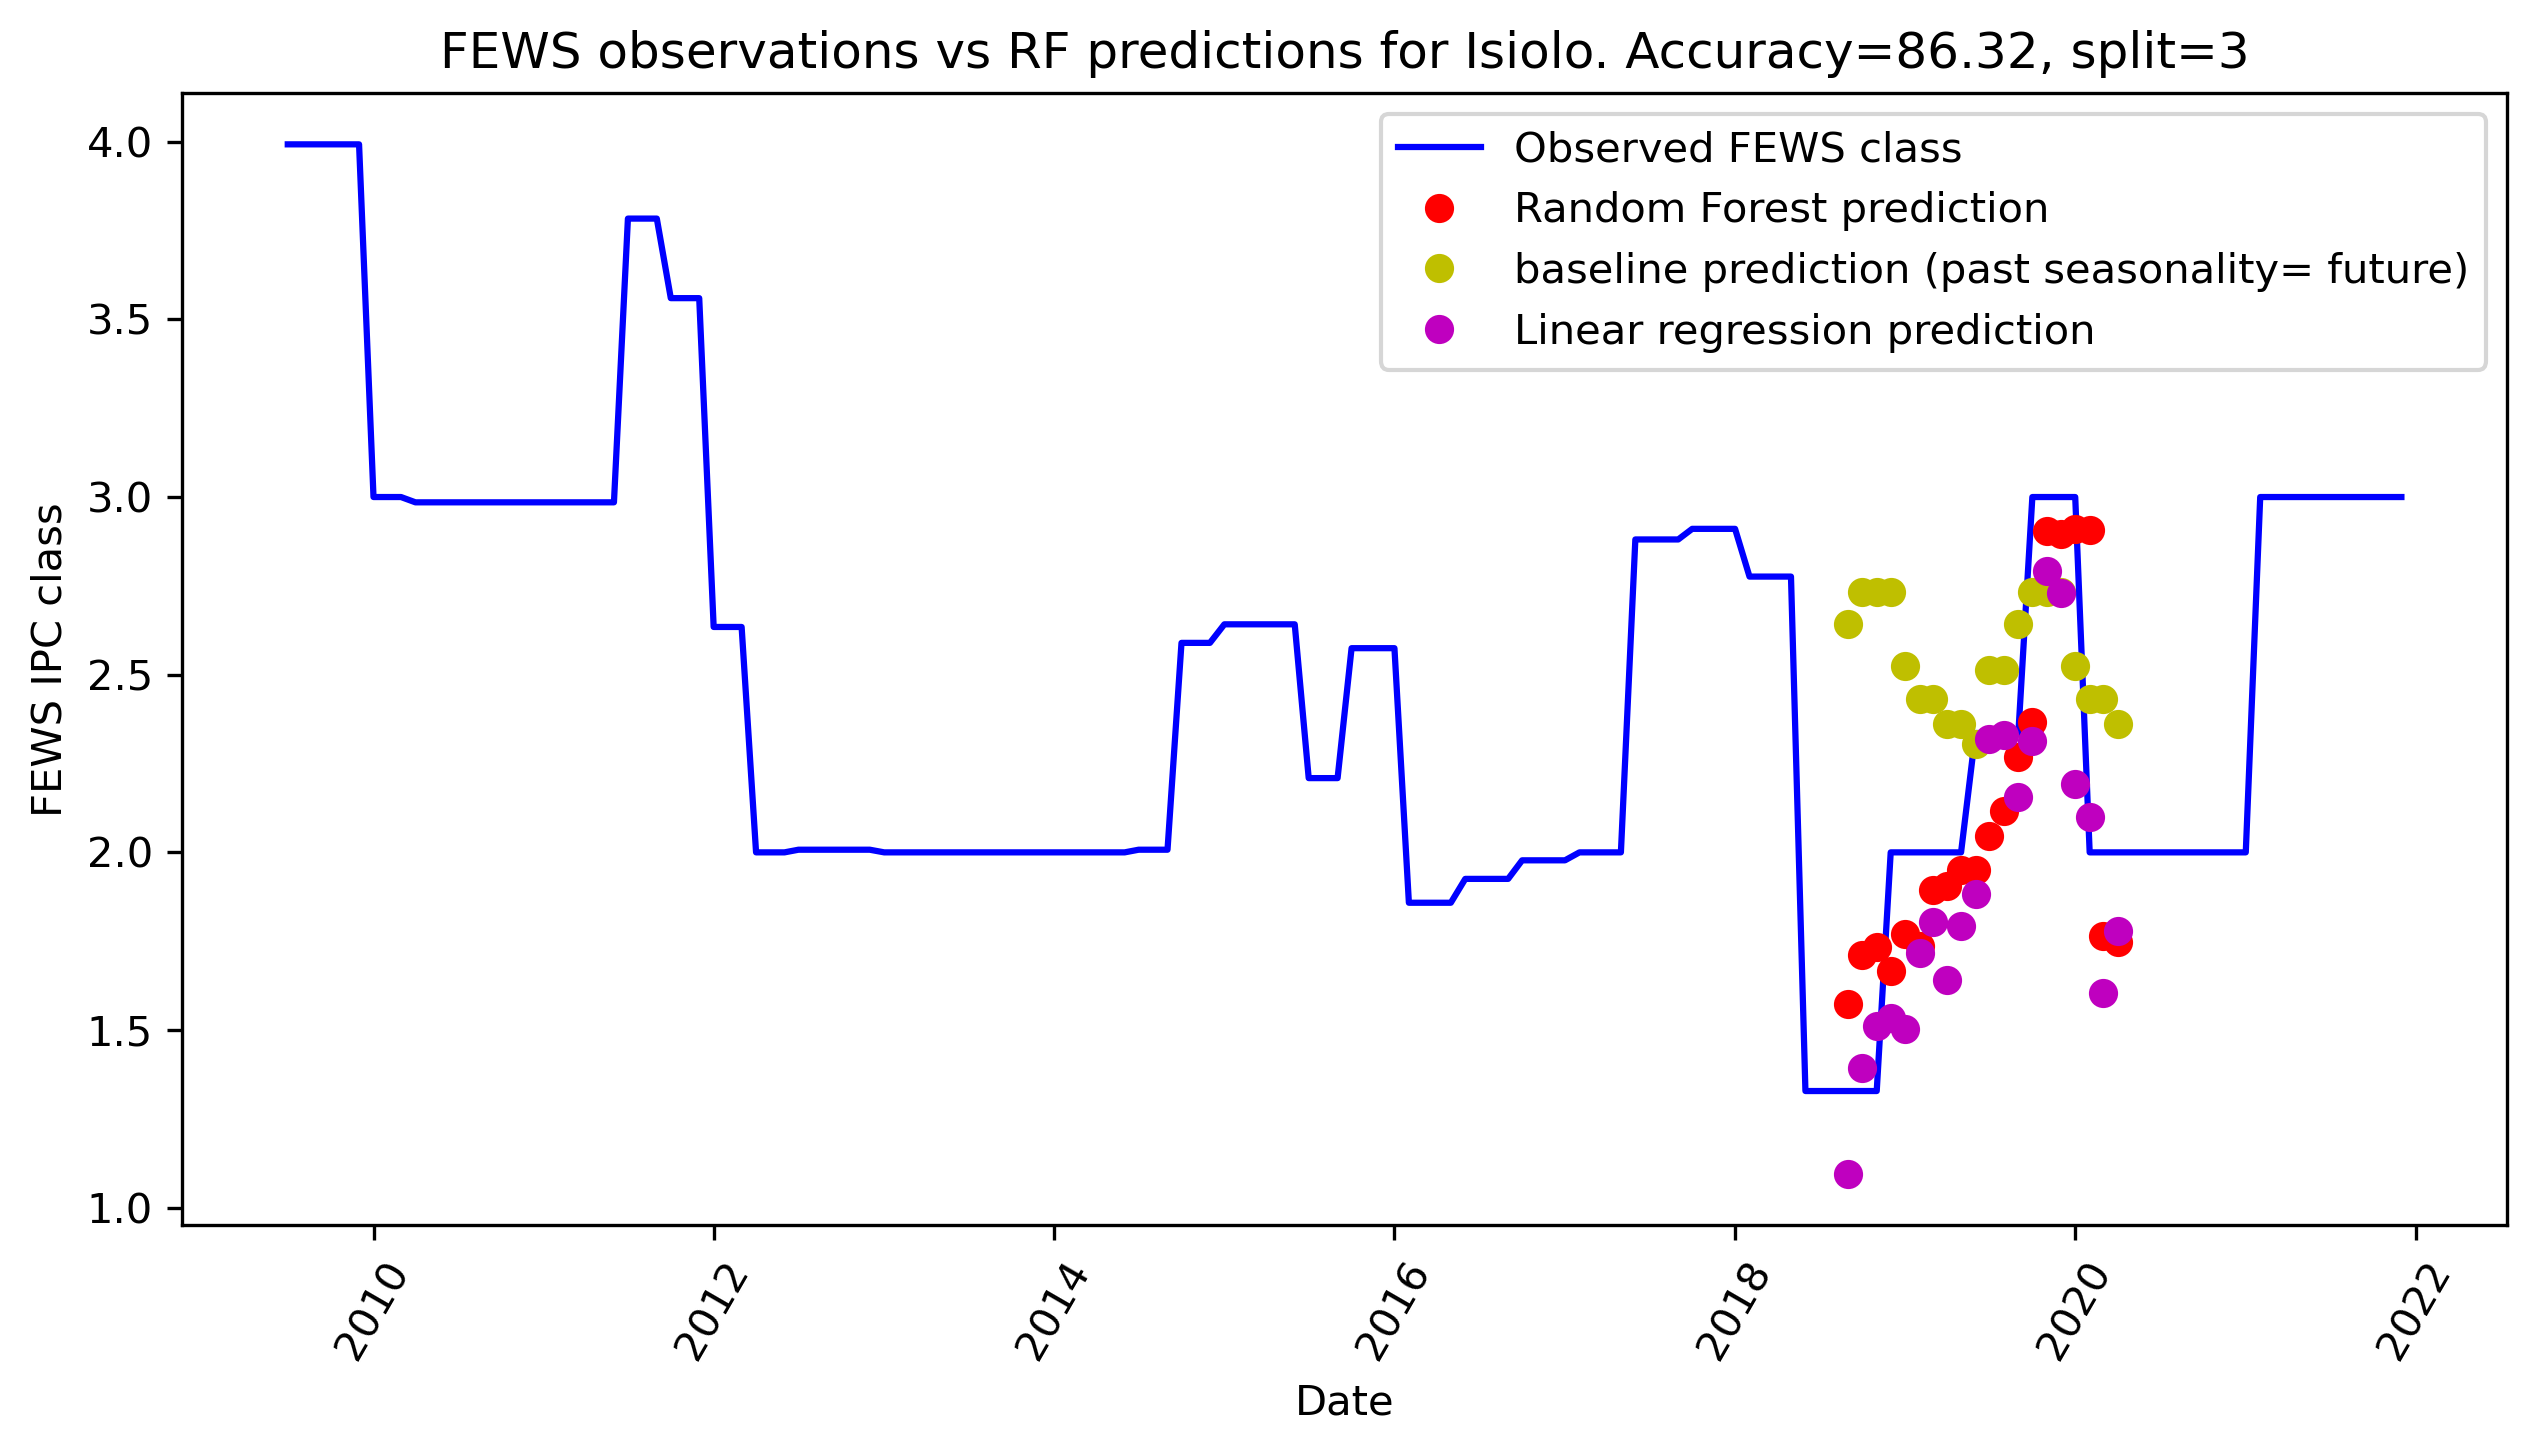 FEWS observations vs RF predictions for Isiolo. Accuracy=86.32, split=3
Observed FEWS class
Random Forest prediction
baseline prediction (past seasonality= future)
Linear regression prediction
4.0
3.5
3.0
2.5
2.0
1.5
1.0
FEWS IPC class
2010
2012
2014
2016
2018
2020
2022
Date